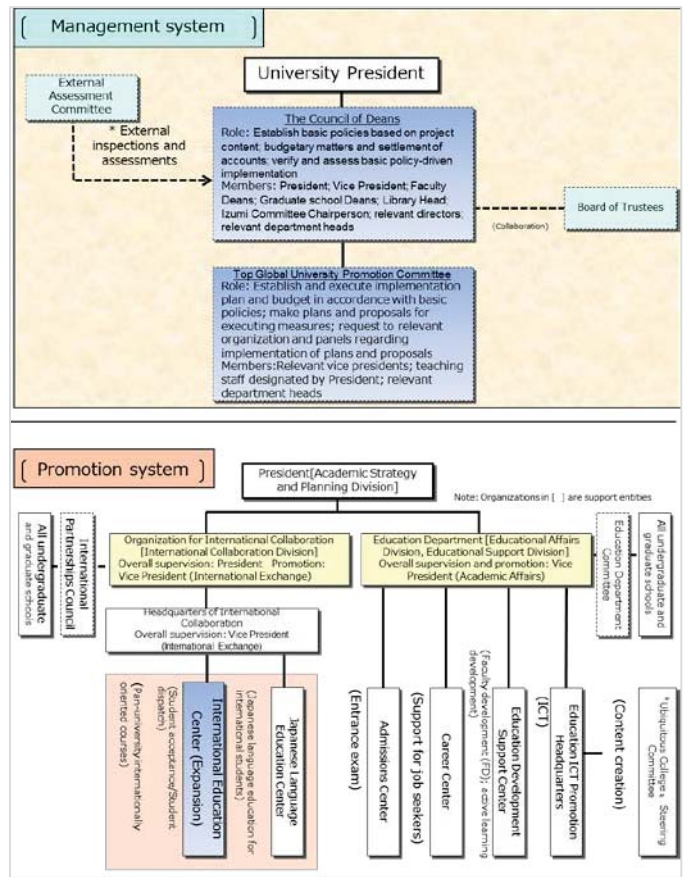 ( Management system )
University President
External
Assessment
Committee
* External
inspections and
assessments
The Council of Deans
Role: Establish basic policies based on project
content; budgetary matters and settlement of
accounts; verify and assess basic policy-driven
implementation
Members: President; Vice President; Faculty
Deans; Graduate school Deans; Library Head;
Izumi Committee Chairperson; relevant directors;
relevant department heads
(Collaboration)
Board of Trustees
Top Global University Promotion Committee
Role: Establish and execute implementation
plan and budget in accordance with basic
policies; make plans and proposals for
executing measures; request to relevant
organization and panels regarding
implementation of plans and proposals
Members:Relevant vice presidents; teaching
staff designated by President; relevant
department heads
( Promotion system )
President[Academic Strategy
and Planning Division]
Note: Organizations in [ ] are support entities
All undergraduate
and graduate schools
International
Partnerships Council
Organization for International Collaboration
[International Collaboration Division]
Overall supervision: President Promotion:
Vice President (International Exchange)
Education Department [Educational Affairs
Division, Educational Support Division]
Overall supervision and promotion: Vice
President (Academic Affairs)
Education Department
Committee
All undergraduate and
graduate schools
Headquarters of International
Collaboration
Overall supervision: Vice President
(International Exchange)
(Pan-university internationally
oriented courses)
(Student acceptance/Student
dispatch)
International Education
Center (Expansion)
(Japanese language education for
international students)
Japanese Language
Education Center
(Entrance exam)
Admissions Center
(Support for job seekers)
Career Center
(Faculty development (FD); active learning
development)
Education Development
Support Center
(ICT)
Education ICT Promotion
Headquarters
(Content creation)
*Ubiquitous College, Steering
Committee